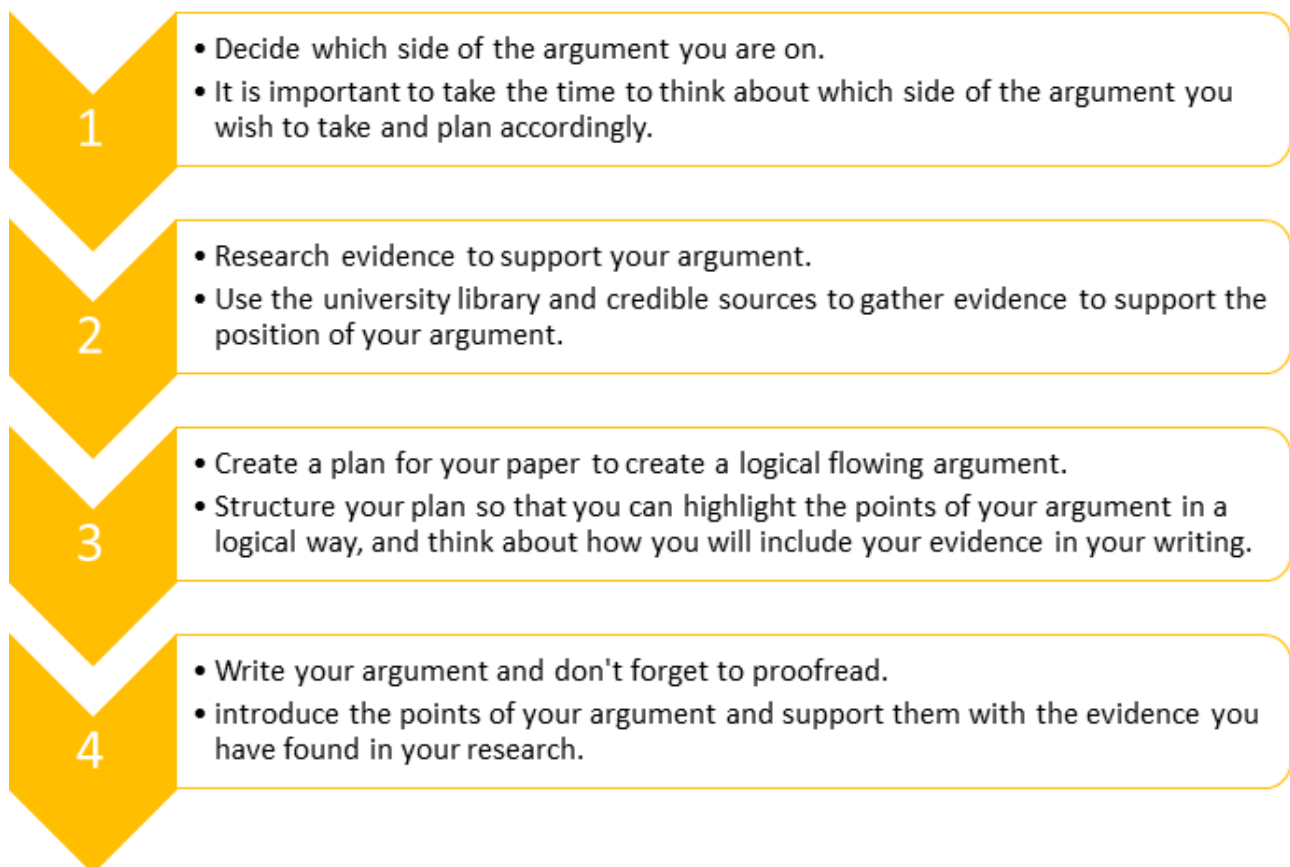 1
• Decide which side of the argument you are on.
• It is important to take the time to think about which side of the argument you
wish to take and plan accordingly.
2
• Research evidence to support your argument.
• Use the university library and credible sources to gather evidence to support the
position of your argument.
3
• Create a plan for your paper to create a logical flowing argument.
• Structure your plan so that you can highlight the points of your argument in a
logical way, and think about how you will include your evidence in your writing.
4
• Write your argument and don't forget to proofread.
• introduce the points of your argument and support them with the evidence you
have found in your research.